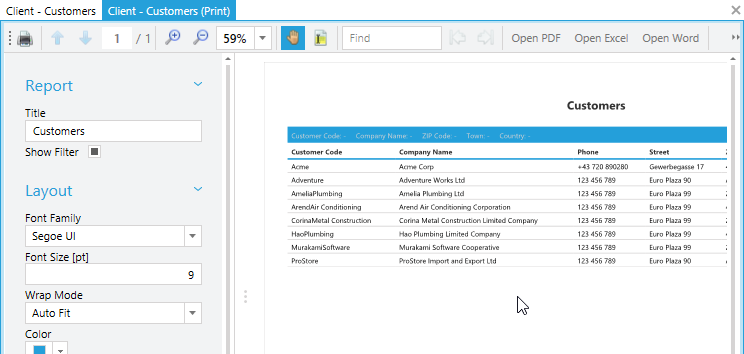 Client - Customers Client - Customers (Print)
1 / 1 59% Find Open PDF Open Excel Open Word
Report
Title
Customers
Show Filter
Layout
Font Family
Segoe UI
Font Size [pt]
9
Wrap Mode
Auto Fit
Color
Customers
Customer Code: - Company Name: - ZIP Code: - Town: - Country: -
Customer Code Company Name Phone Street
Acme Acme Corp +43 720 890280 Gewerbegasse 17
Adventure Adventure Works Ltd 123 456 789 Euro Plaza 90
AmeliaPlumbing Amelia Plumbing Ltd 123 456 789 Euro Plaza 99
ArendAir Conditioning Arend Air Conditioning Corporation 123 456 789 Euro Plaza 99
CorinaMetal Construction Corina Metal Construction Limited Company 123 456 789 Euro Plaza 99
HaoPlumbing Hao Plumbing Limited Company 123 456 789 Euro Plaza 99
MurakamiSoftware Murakami Software Cooperative 123 456 789 Euro Plaza 99
ProStore ProStore Import and Export Ltd 123 456 789 Euro Plaza 90